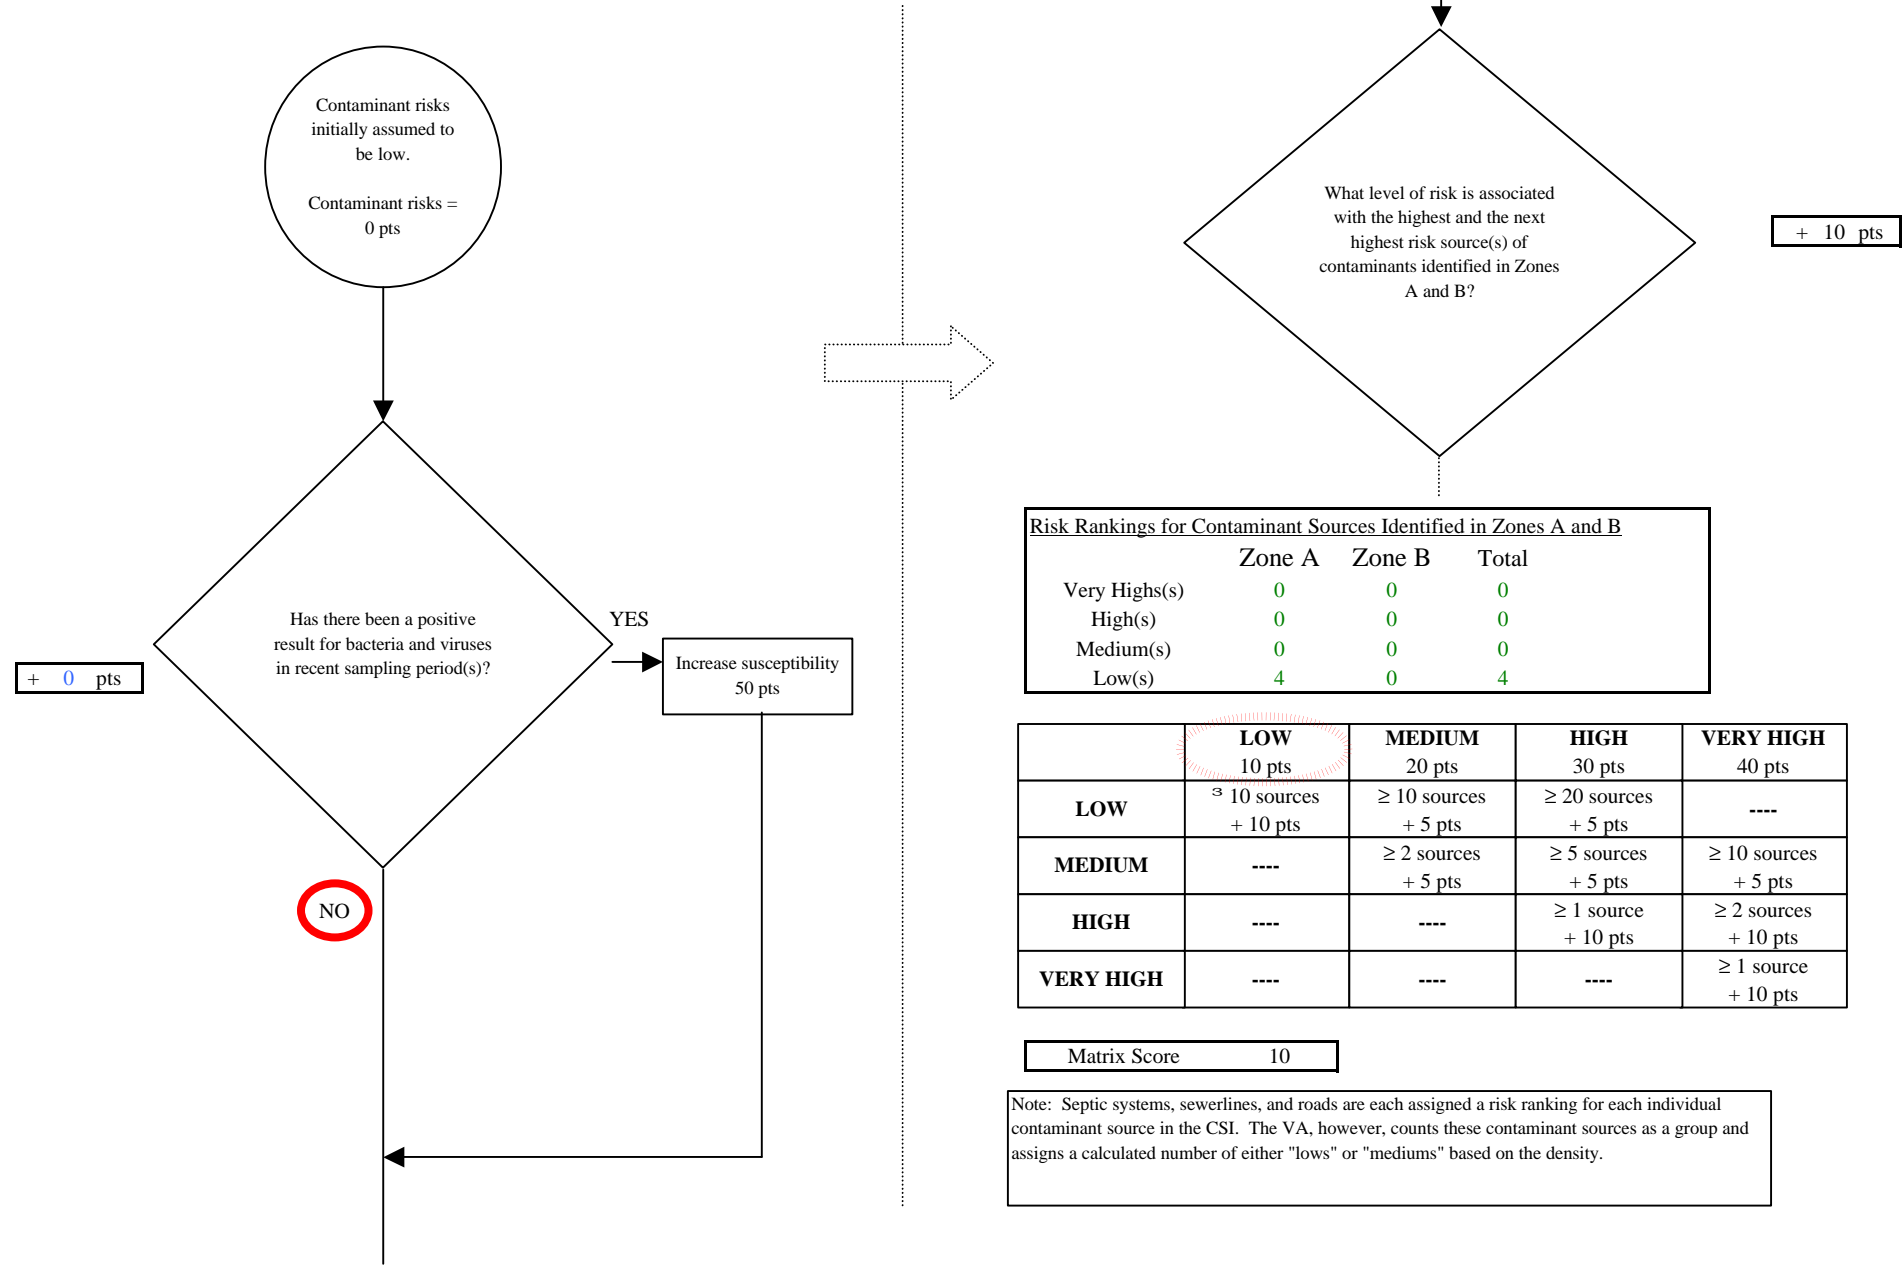 Contaminant risks
initially assumed to
be low.
Contaminant risks =
0 pts
Has there been a positive
result for bacteria and viruses
in recent sampling period(s)?
+ 0 pts
YES
Increase susceptibility
50 pts
NO
What level of risk is associated
with the highest and the next
highest risk source(s) of
contaminants identified in Zones
A and B?
+ 10 pts
Risk Rankings for Contaminant Sources Identified in Zones A and B
Zone A Zone B Total
Very Highs(s) 0 0 0
High(s) 0 0 0
Medium(s) 0 0 0
Low(s) 4 0 4
LOW MEDIUM HIGH VERY HIGH
10 pts 20 pts 30 pts 40 pts
LOW ³ 10 sources ≥ 10 sources ≥ 20 sources ----
+ 10 pts + 5 pts + 5 pts
MEDIUM ---- ≥ 2 sources ≥ 5 sources ≥ 10 sources
+ 5 pts + 5 pts + 5 pts
HIGH ---- ---- ≥ 1 source ≥ 2 sources
+ 10 pts + 10 pts
VERY HIGH ---- ---- ---- ≥ 1 source
+ 10 pts
Matrix Score 10
Note: Septic systems, sewerlines, and roads are each assigned a risk ranking for each individual
contaminant source in the CSI. The VA, however, counts these contaminant sources as a group and
assigns a calculated number of either "lows" or "mediums" based on the density.